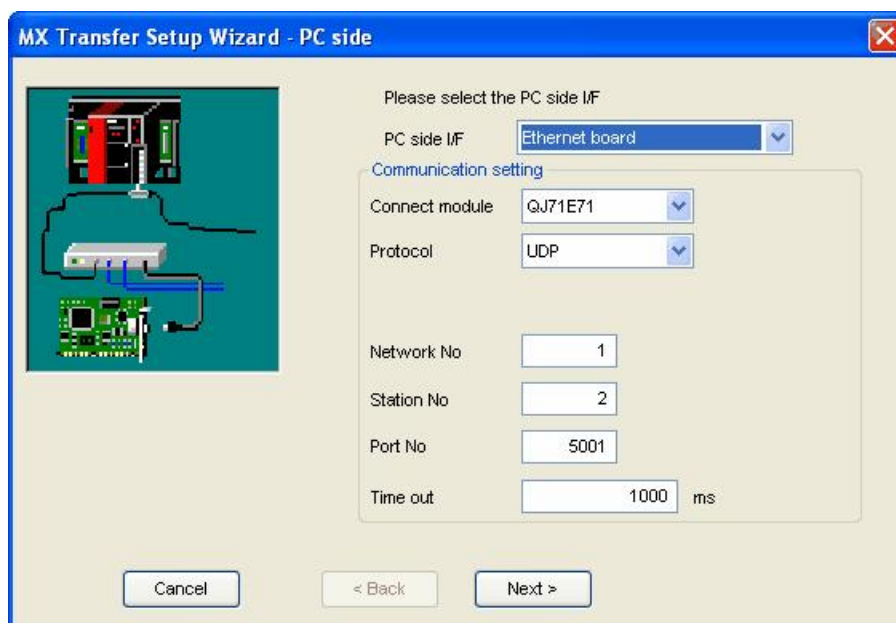 MX Transfer Setup Wizard - PC side
Please select the PC side I/F
PC side I/F Ethernet board
Communication setting
Connect module QJ71E71
Protocol UDP
Network No 1
Station No 2
Port No 5001
Time out 1000 ms
Cancel < Back Next >